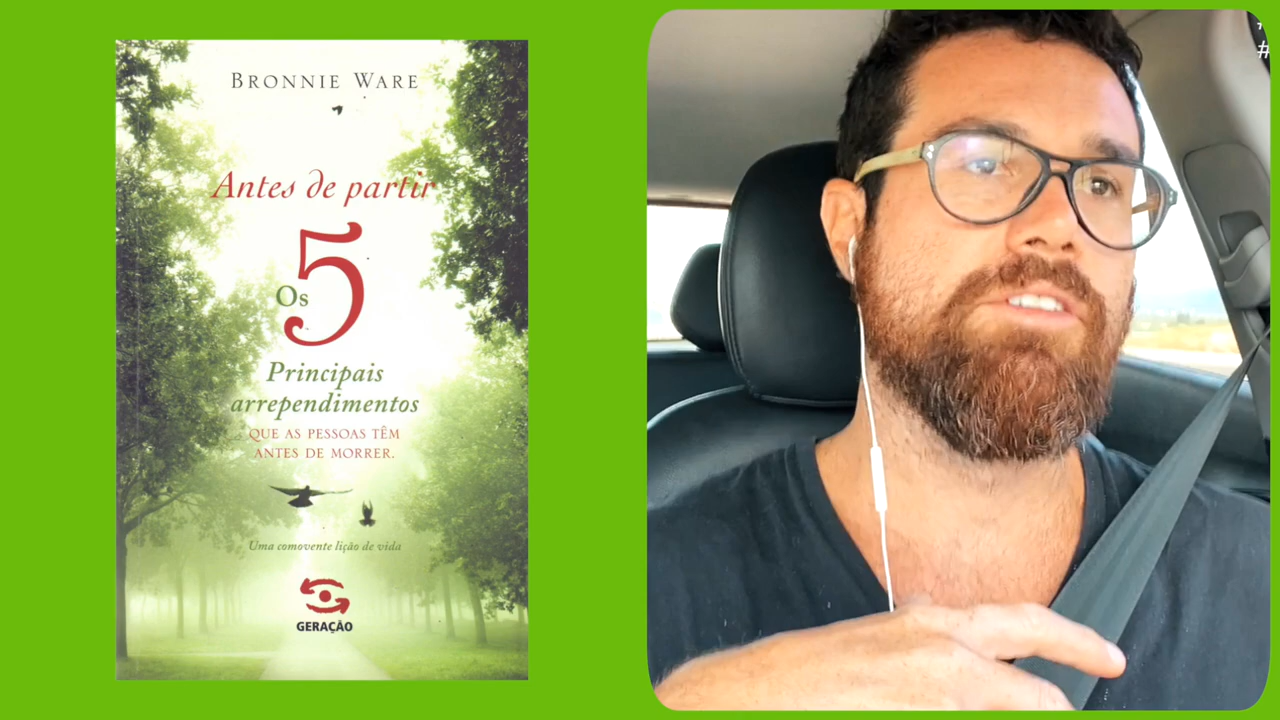 BRONNIE WARE
Antes de partir
Os 5
Principais
arrependimentos
QUE AS PESSOAS TÊM
ANTES DE MORRER.
Uma comovente lição de vida
GERAÇÃO
#
#